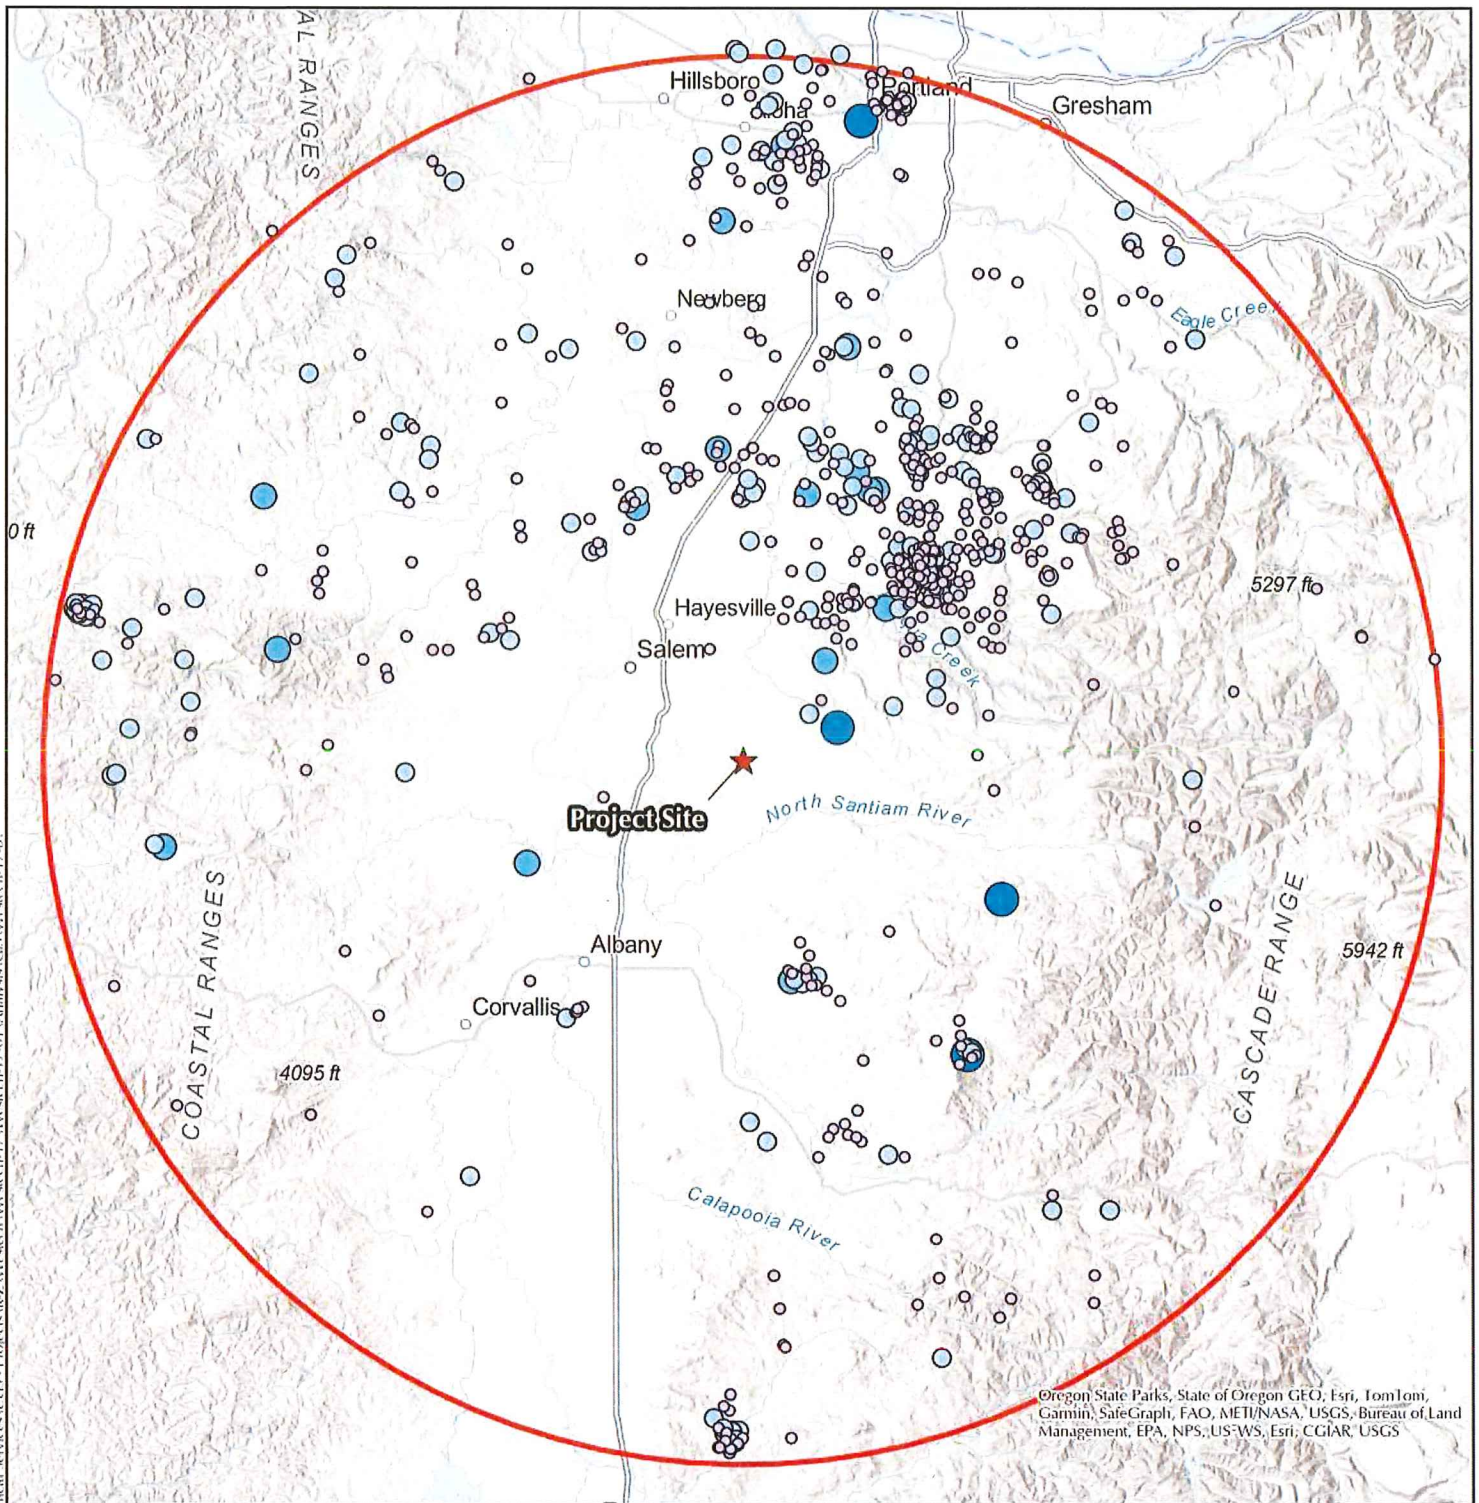 AL RANGES
Hillsboro
Portland
Gresham
Newberg
Eagle Creek
0 ft
5297 ft
Hayesville
Salem
Creek
Project Site
North Santiam River
COASTAL RANGES
CASCADE RANGE
Albany
5942 ft
Corvallis
4095 ft
Calapooia River
Oregon State Parks, State of Oregon GEO, Esri, TomTom,
Garmin, SafeGraph, FAO, METI/NASA, USGS, Bureau of Land
Management, EPA, NPS, USFWS, Esri, CGIAR, USGS